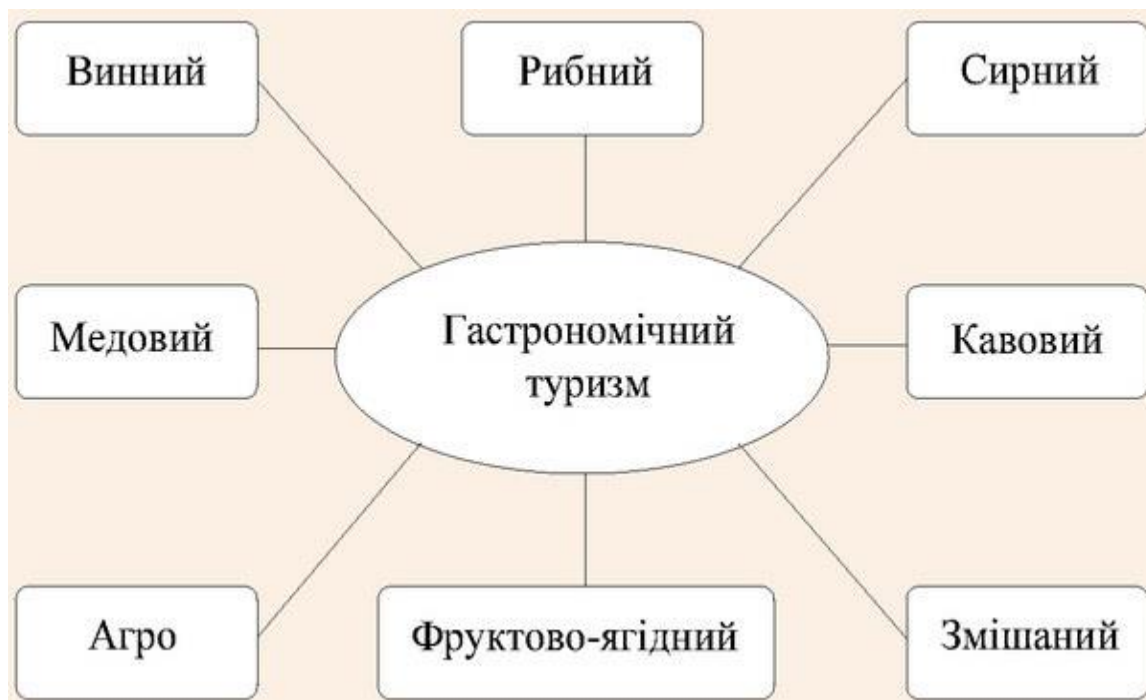 Винний
Рибний
Сирний
Медовий
Гастрономічний
туризм
Кавовий
Агро
Фруктово-ягідний
Змішаний